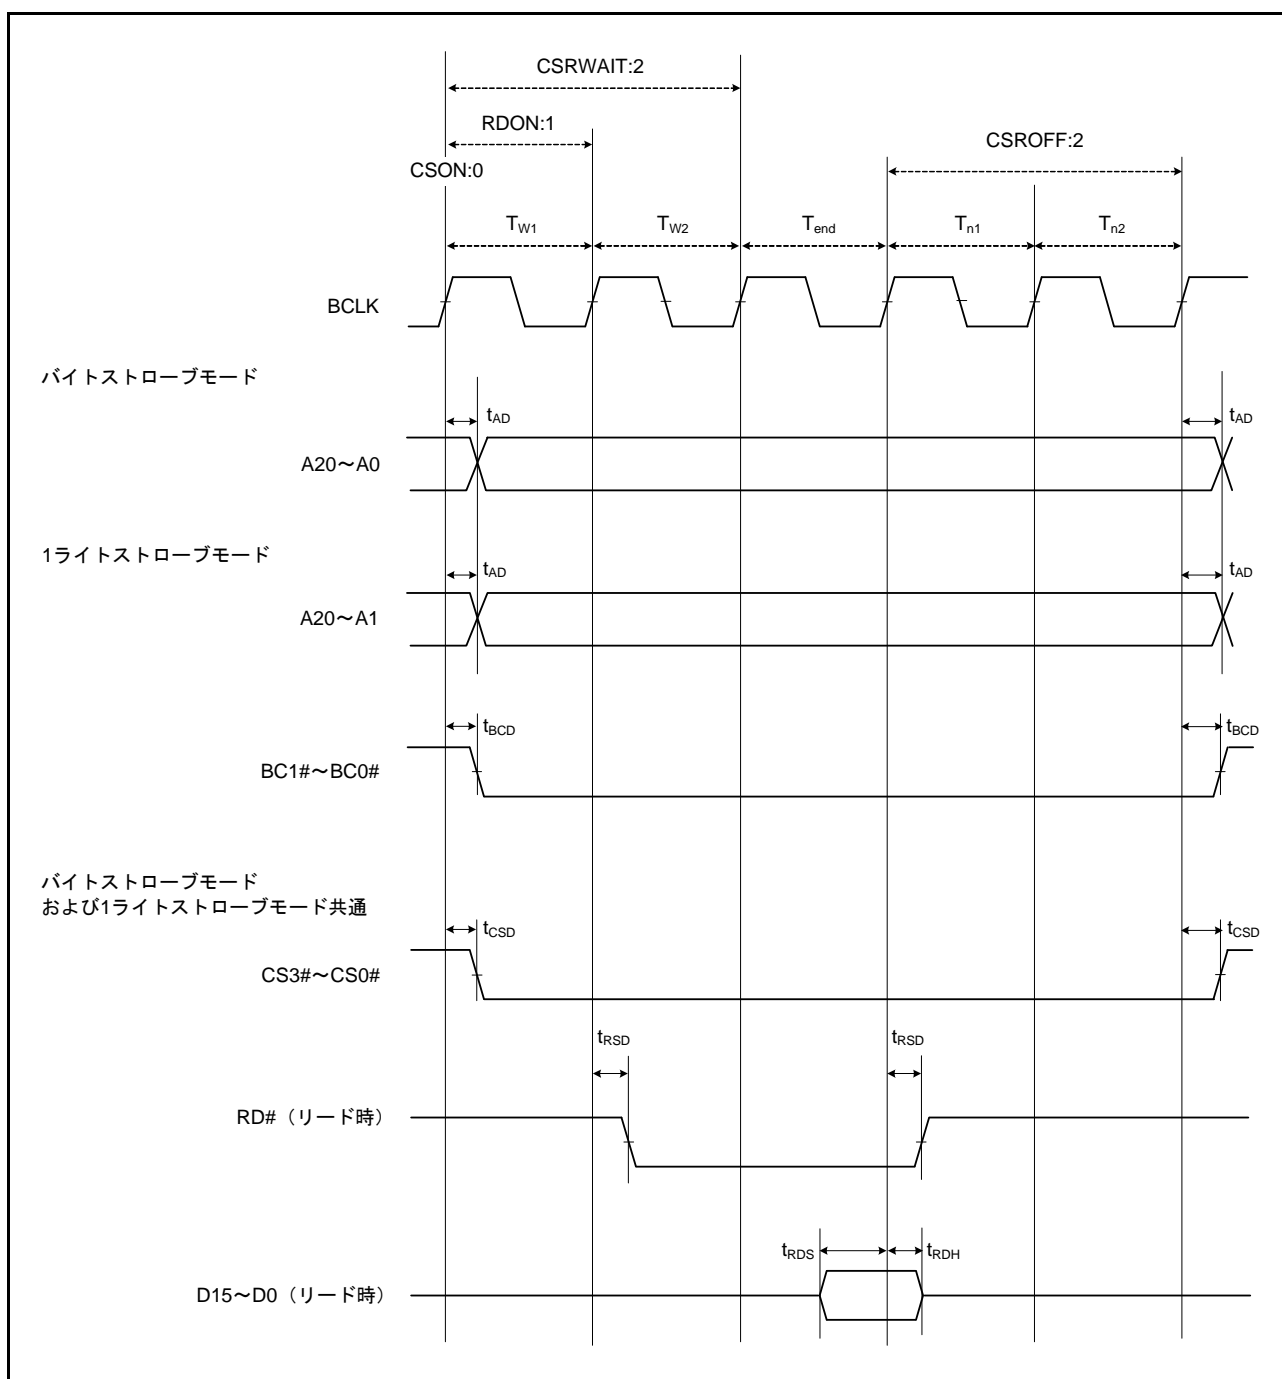 CSRWAIT:2
RDON:1
CSROFF:2
CSON:0
TW1 TW2 Tend Tn1 Tn2
BCLK
バイトストローブモード
tAD tAD
A20～A0
1ライトストローブモード
tAD tAD
A20～A1
tBCD tBCD
BC1#～BC0#
バイトストローブモード
および1ライトストローブモード共通
tCSD tCSD
CS3#～CS0#
tRSD tRSD
RD#（リード時）
tRDS tRDH
D15～D0（リード時）